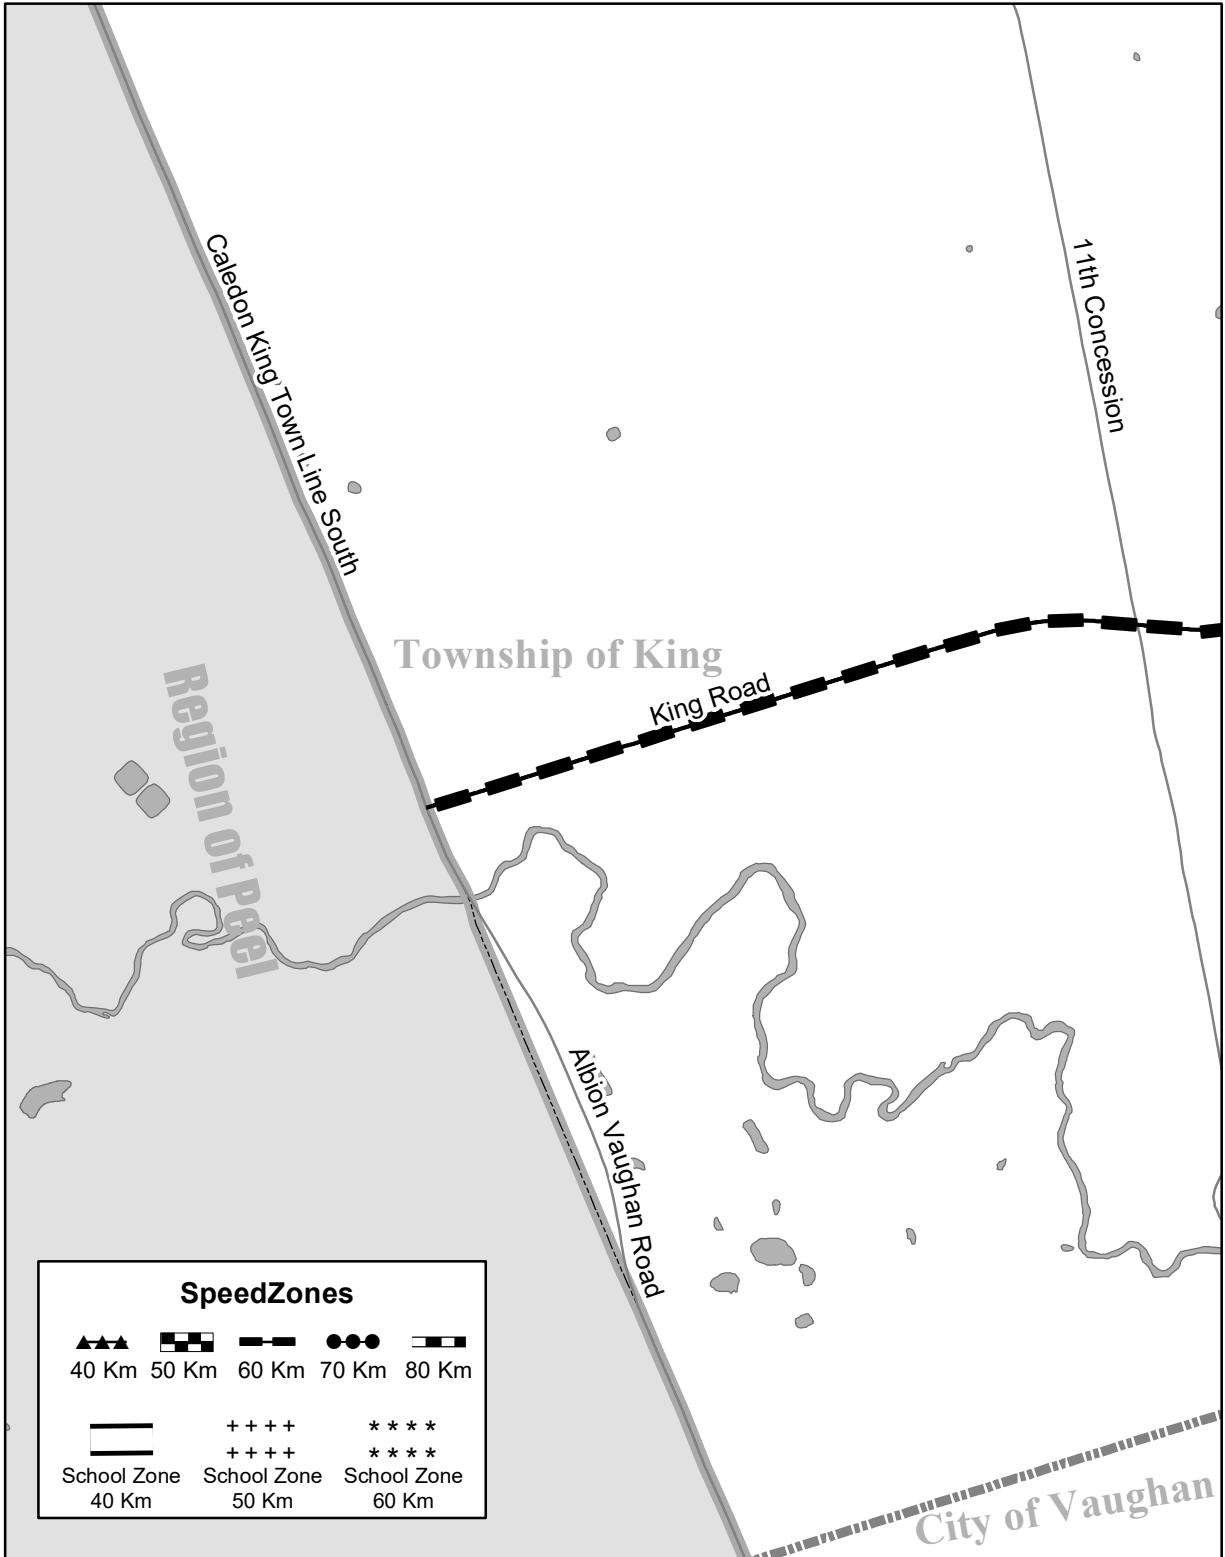 Caledon King Town Line South
11th Concession
Township of King
King Road
Region of Peel
Albion Vaughan Road
SpeedZones
40 Km 50 Km 60 Km 70 Km 80 Km
+ + + + * * * *
+ + + + * * * *
School Zone School Zone School Zone
40 Km 50 Km 60 Km
City of Vaughan